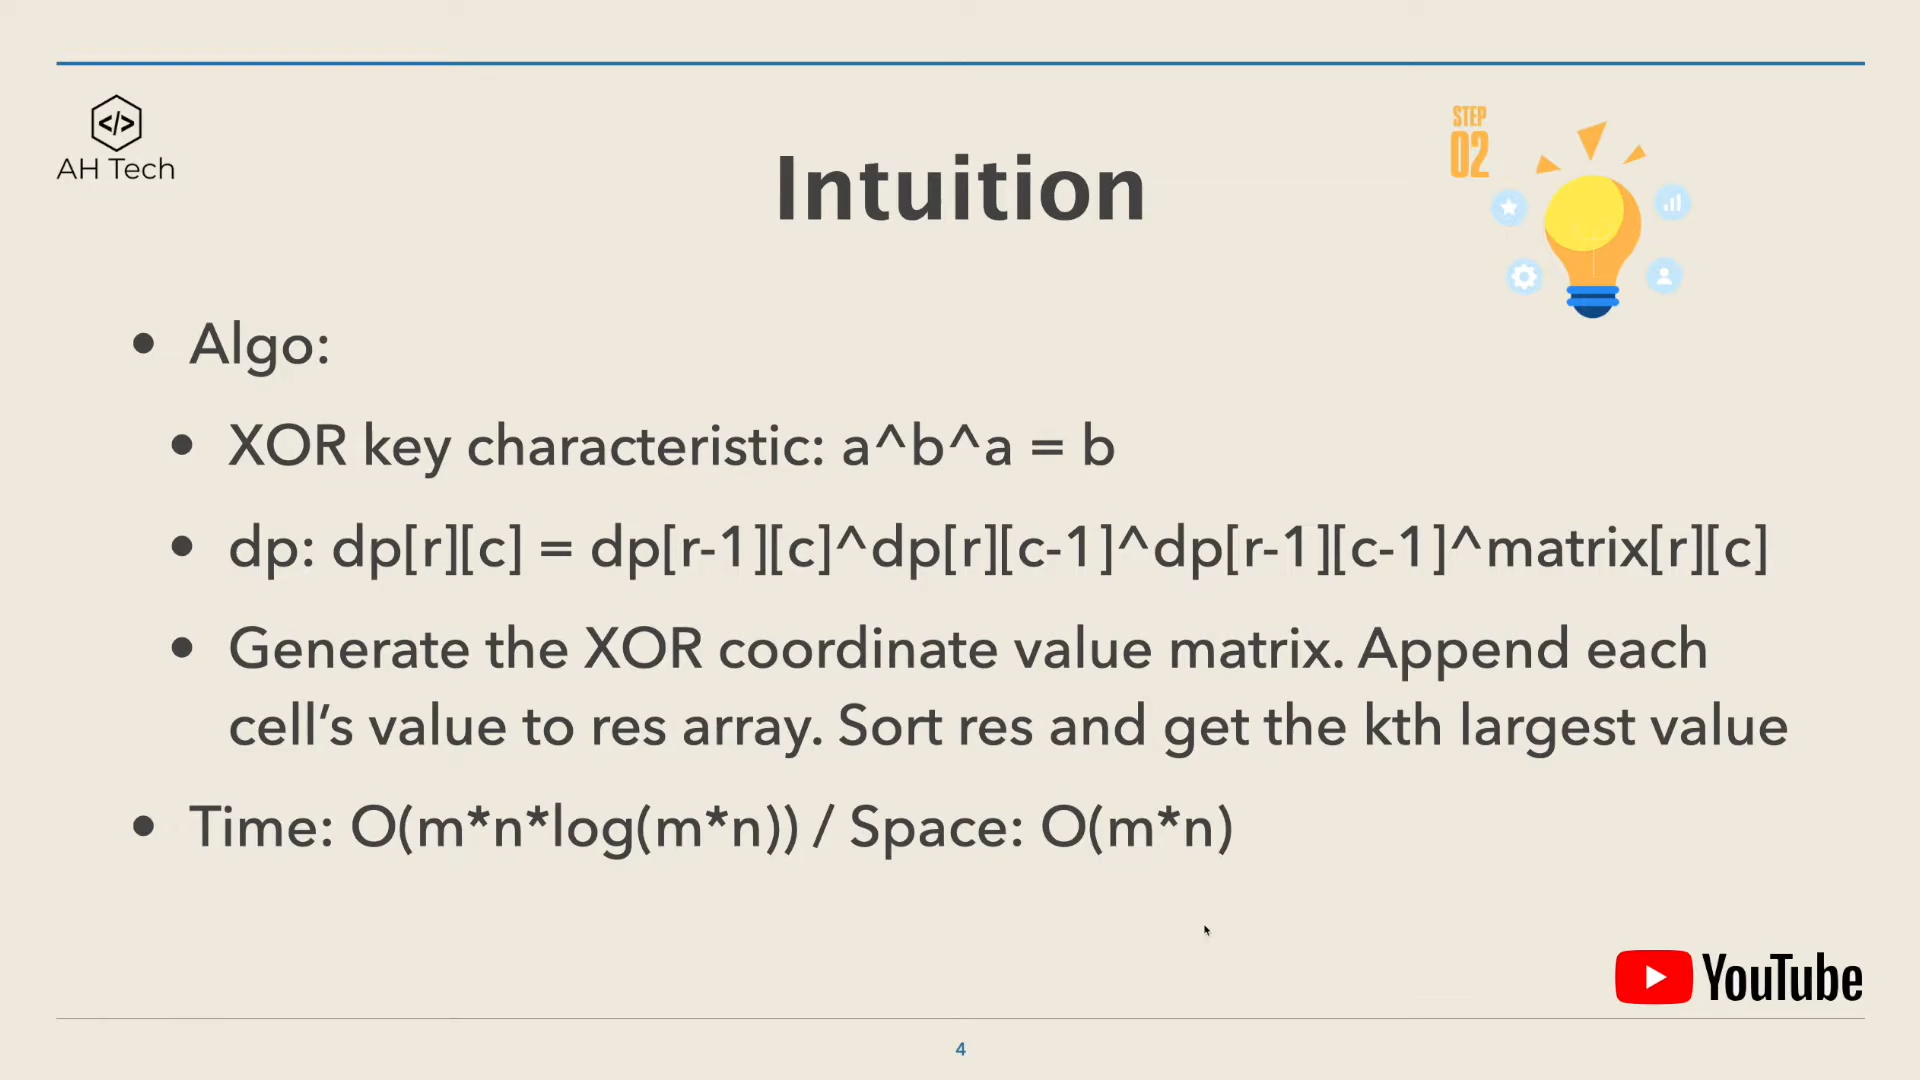 </>
AH Tech
STEP
02
Intuition
• Algo:
• XOR key characteristic: a^b^a = b
• dp: dp[r][c] = dp[r-1][c]^dp[r][c-1]^dp[r-1][c-1]^matrix[r][c]
• Generate the XOR coordinate value matrix. Append each
cell’s value to res array. Sort res and get the kth largest value
• Time: O(m*n*log(m*n)) / Space: O(m*n)
YouTube
4